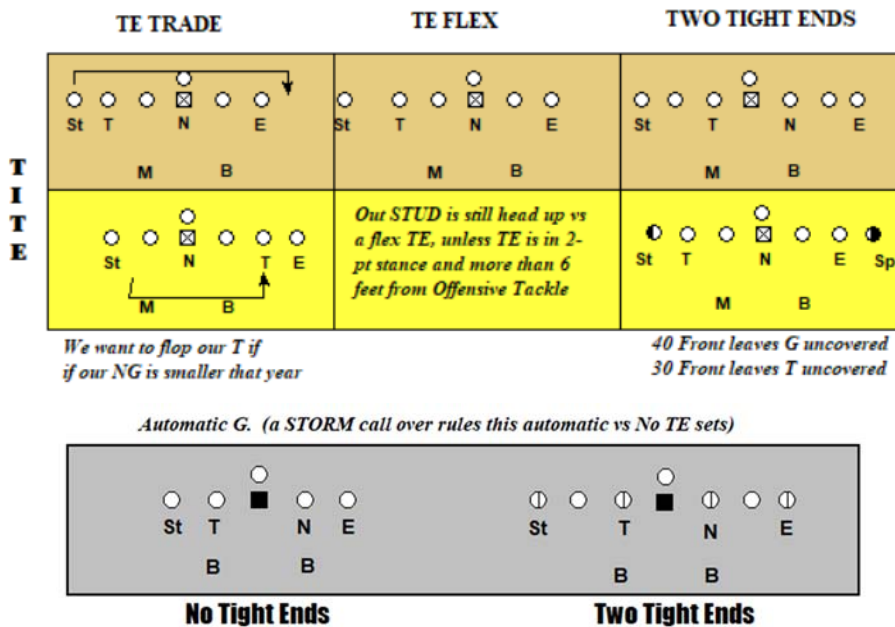 TE TRADE TE FLEX TWO TIGHT ENDS
St T N E St T N E St T N E
M B M B M B
TITE
St N T E
M B
Out STUD is still head up vs
a flex TE, unless TE is in 2-
pt stance and more than 6
feet from Offensive Tackle
St T N E Sp
M B
We want to flop our T if
if our NG is smaller that year
40 Front leaves G uncovered
30 Front leaves T uncovered
Automatic G. (a STORM call over rules this automatic vs No TE sets)
St T N E St T N E
B B B B
No Tight Ends Two Tight Ends